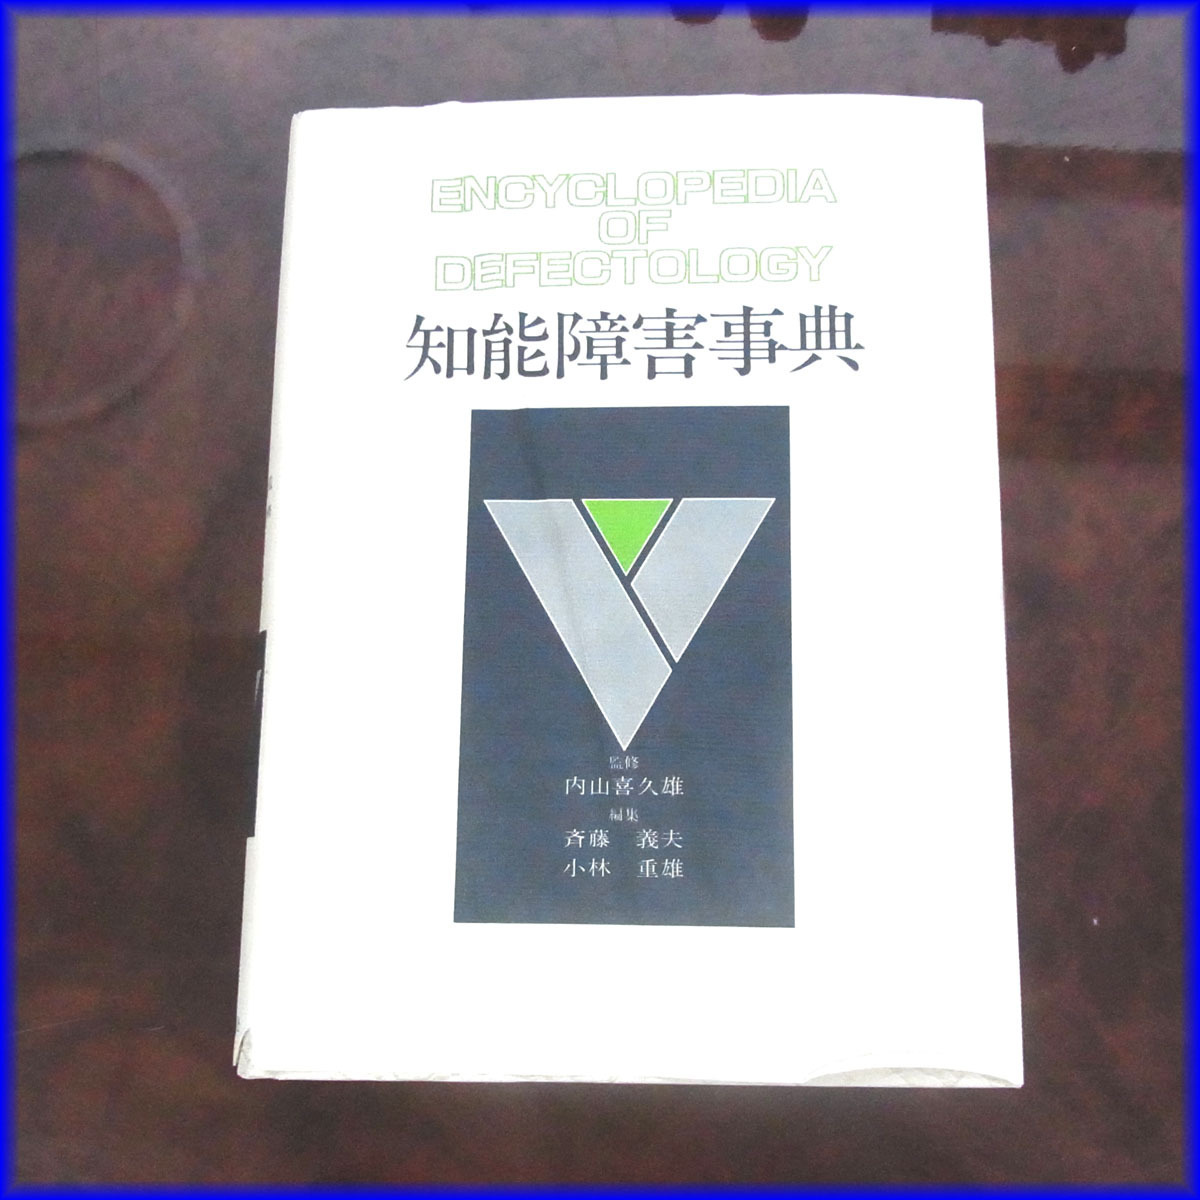 ENCYCLOPEDIA
OF
DEFECTOLOGY
知能障害事典
監修
内山喜久雄
編集
斉藤 義夫
小林 重雄